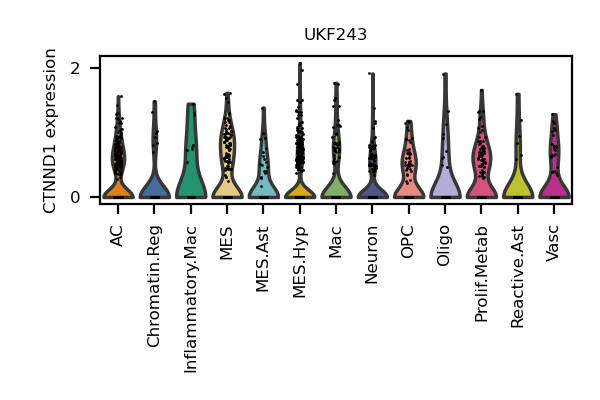 UKF243
CTNND1 expression
2
0
AC
Chromatin.Reg
Inflammatory.Mac
MES
MES.Ast
MES.Hyp
Mac
Neuron
OPC
Oligo
Prolif.Metab
Reactive.Ast
Vasc